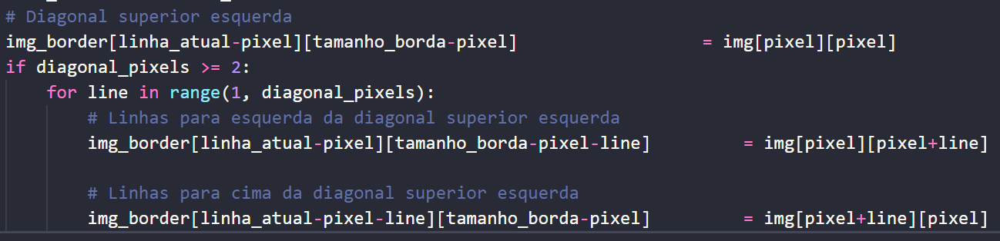 # Diagonal superior esquerda
img_border[linha_atual-pixel][tamanho_borda-pixel] = img[pixel][pixel]
if diagonal_pixels >= 2:
for line in range(1, diagonal_pixels):
# Linhas para esquerda da diagonal superior esquerda
img_border[linha_atual-pixel][tamanho_borda-pixel-line] = img[pixel][pixel+line]
# Linhas para cima da diagonal superior esquerda
img_border[linha_atual-pixel-line][tamanho_borda-pixel] = img[pixel+line][pixel]